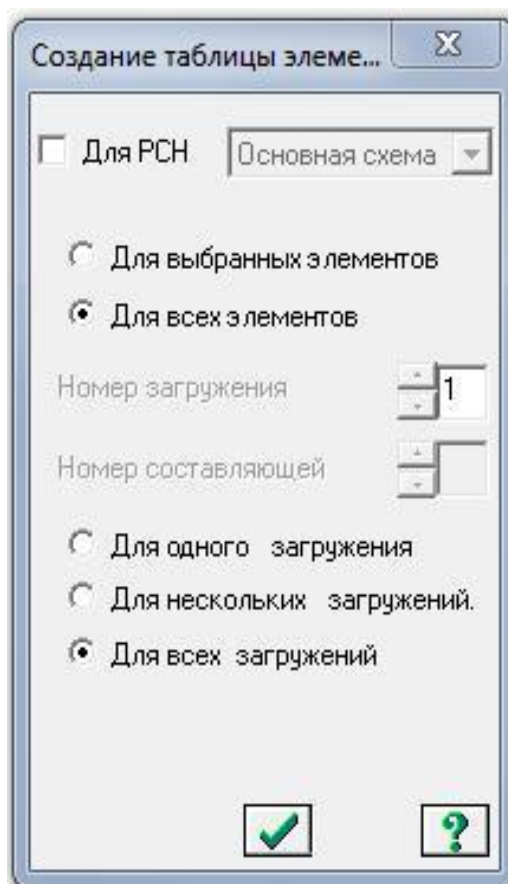 Создание таблицы элеме...
Для РСН Основная схема
Для выбранных элементов
Для всех элементов
Номер загружения 1
Номер составляющей
Для одного загружения
Для нескольких загружений.
Для всех загружений
?